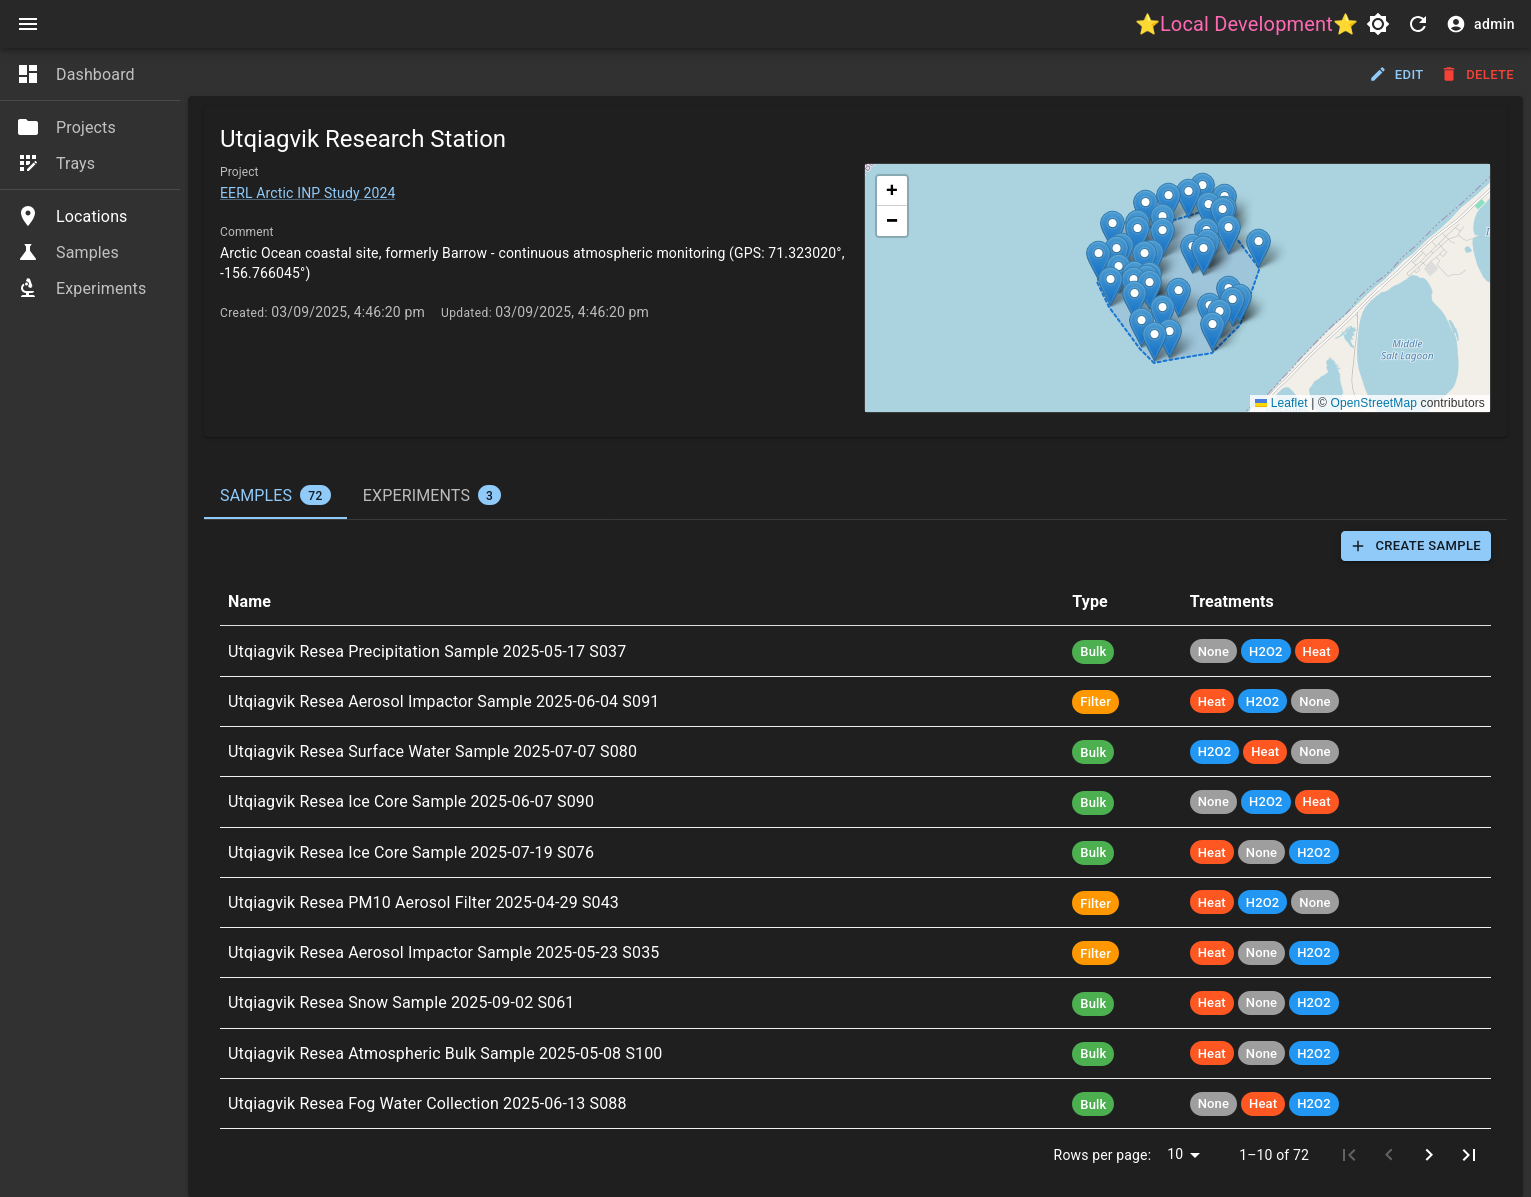 ⭐Local Development⭐
admin
Dashboard
Projects
Trays
Locations
Samples
Experiments
EDIT
DELETE
Utqiagvik Research Station
Project
EERL Arctic INP Study 2024
Comment
Arctic Ocean coastal site, formerly Barrow - continuous atmospheric monitoring (GPS: 71.323020°,
-156.766045°)
Created: 03/09/2025, 4:46:20 pm Updated: 03/09/2025, 4:46:20 pm
+
−
Middle
Salt Lagoon
Leaflet | © OpenStreetMap contributors
SAMPLES 72 EXPERIMENTS 3
CREATE SAMPLE
Name Type Treatments
Utqiagvik Resea Precipitation Sample 2025-05-17 S037 Bulk None H2O2 Heat
Utqiagvik Resea Aerosol Impactor Sample 2025-06-04 S091 Filter Heat H2O2 None
Utqiagvik Resea Surface Water Sample 2025-07-07 S080 Bulk H2O2 Heat None
Utqiagvik Resea Ice Core Sample 2025-06-07 S090 Bulk None H2O2 Heat
Utqiagvik Resea Ice Core Sample 2025-07-19 S076 Bulk Heat None H2O2
Utqiagvik Resea PM10 Aerosol Filter 2025-04-29 S043 Filter Heat H2O2 None
Utqiagvik Resea Aerosol Impactor Sample 2025-05-23 S035 Filter Heat None H2O2
Utqiagvik Resea Snow Sample 2025-09-02 S061 Bulk Heat None H2O2
Utqiagvik Resea Atmospheric Bulk Sample 2025-05-08 S100 Bulk Heat None H2O2
Utqiagvik Resea Fog Water Collection 2025-06-13 S088 Bulk None Heat H2O2
Rows per page: 10 1–10 of 72